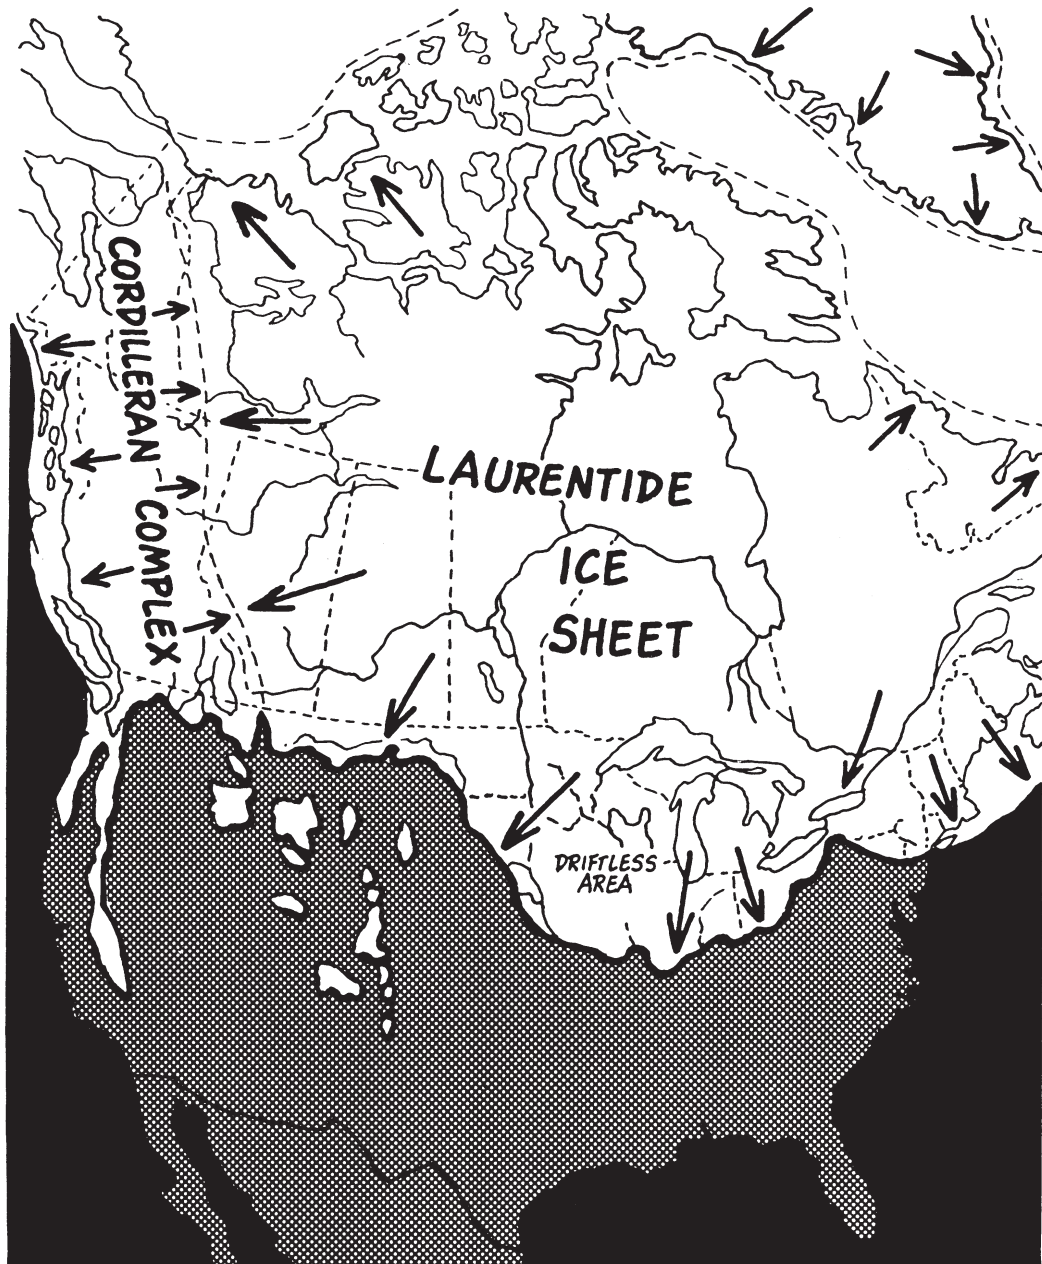 CORDILLERAN COMPLEX
LAURENTIDE
ICE
SHEET
DRIFTLESS
AREA